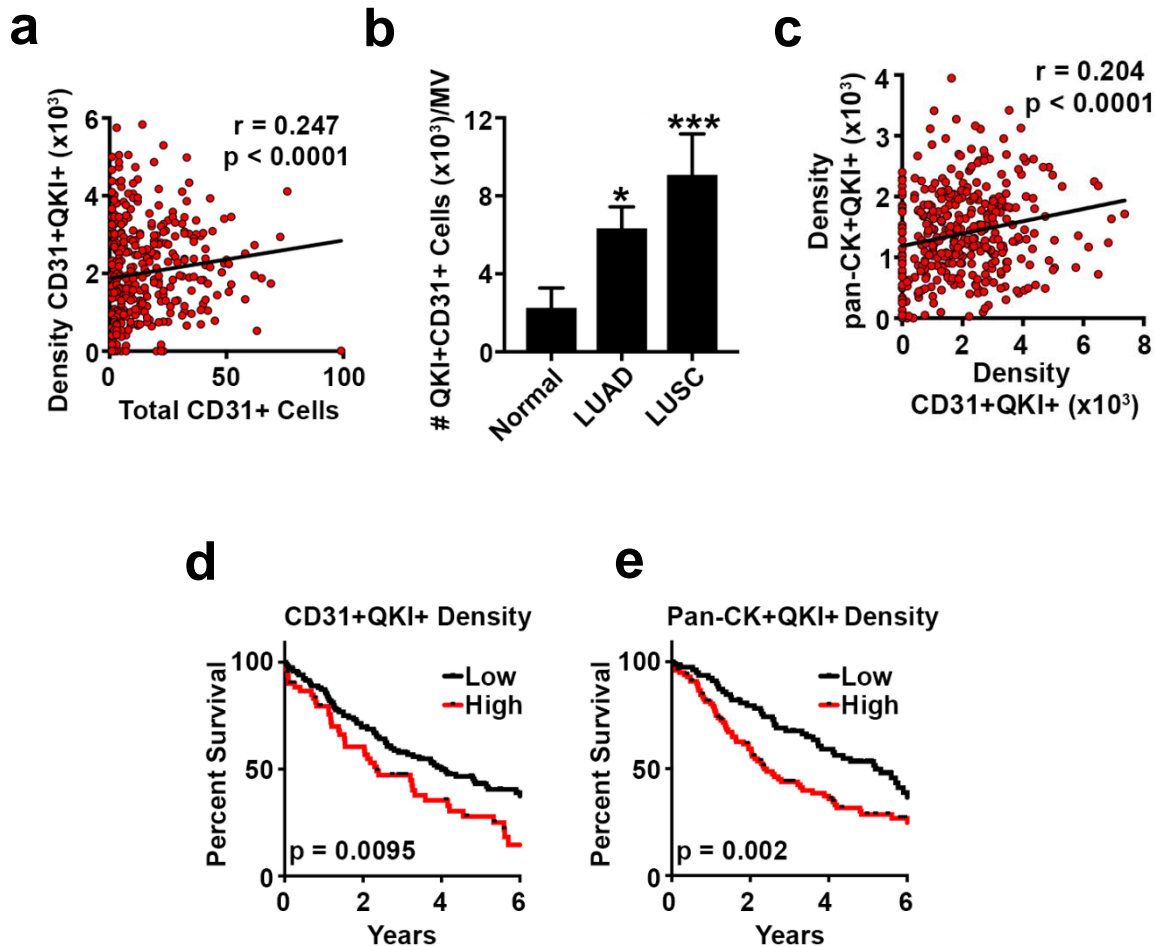 a
Density CD31+QKI+ (x10³)
6
4
2
0
r = 0.247
p < 0.0001
0 50 100
Total CD31+ Cells
b
# QKI+CD31+ Cells (x10³)/MV
12
8
4
0
*
***
Normal
LUAD
LUSC
c
Density
pan-CK+QKI+ (x10³)
4
3
2
1
0
r = 0.204
p < 0.0001
0 2 4 6 8
Density
CD31+QKI+ (x10³)
d
CD31+QKI+ Density
Percent Survival
100
50
0
Low
High
p = 0.0095
0 2 4 6
Years
e
Pan-CK+QKI+ Density
Percent Survival
100
50
0
Low
High
p = 0.002
0 2 4 6
Years